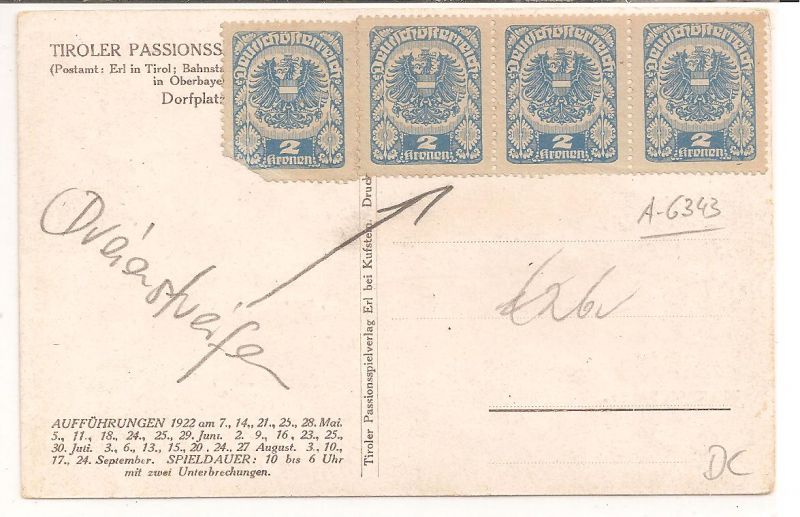 TIROLER PASSIONSS
(Postamt: Erl in Tirol; Bahnsta
in Oberbaye
Dorfplatz
Deutschösterreich
2
Kronen
Deutschösterreich
2
Kronen
Deutschösterreich
2
Kronen
Deutschösterreich
2
Kronen
A-6343
Dreierstreifen
Tiroler Passionsspielverlag Erl bei Kufstein. Druc
AUFFÜHRUNGEN 1922 am 7., 14., 21., 25., 28. Mai.
5., 11., 18., 24., 25., 29. Juni. 2. 9., 16, 23., 25.,
30. Juli. 3., 6., 13., 15., 20, 24., 27 August. 3, 10.,
17., 24. September. SPIELDAUER: 10 bis 6 Uhr
mit zwei Unterbrechungen.
DC